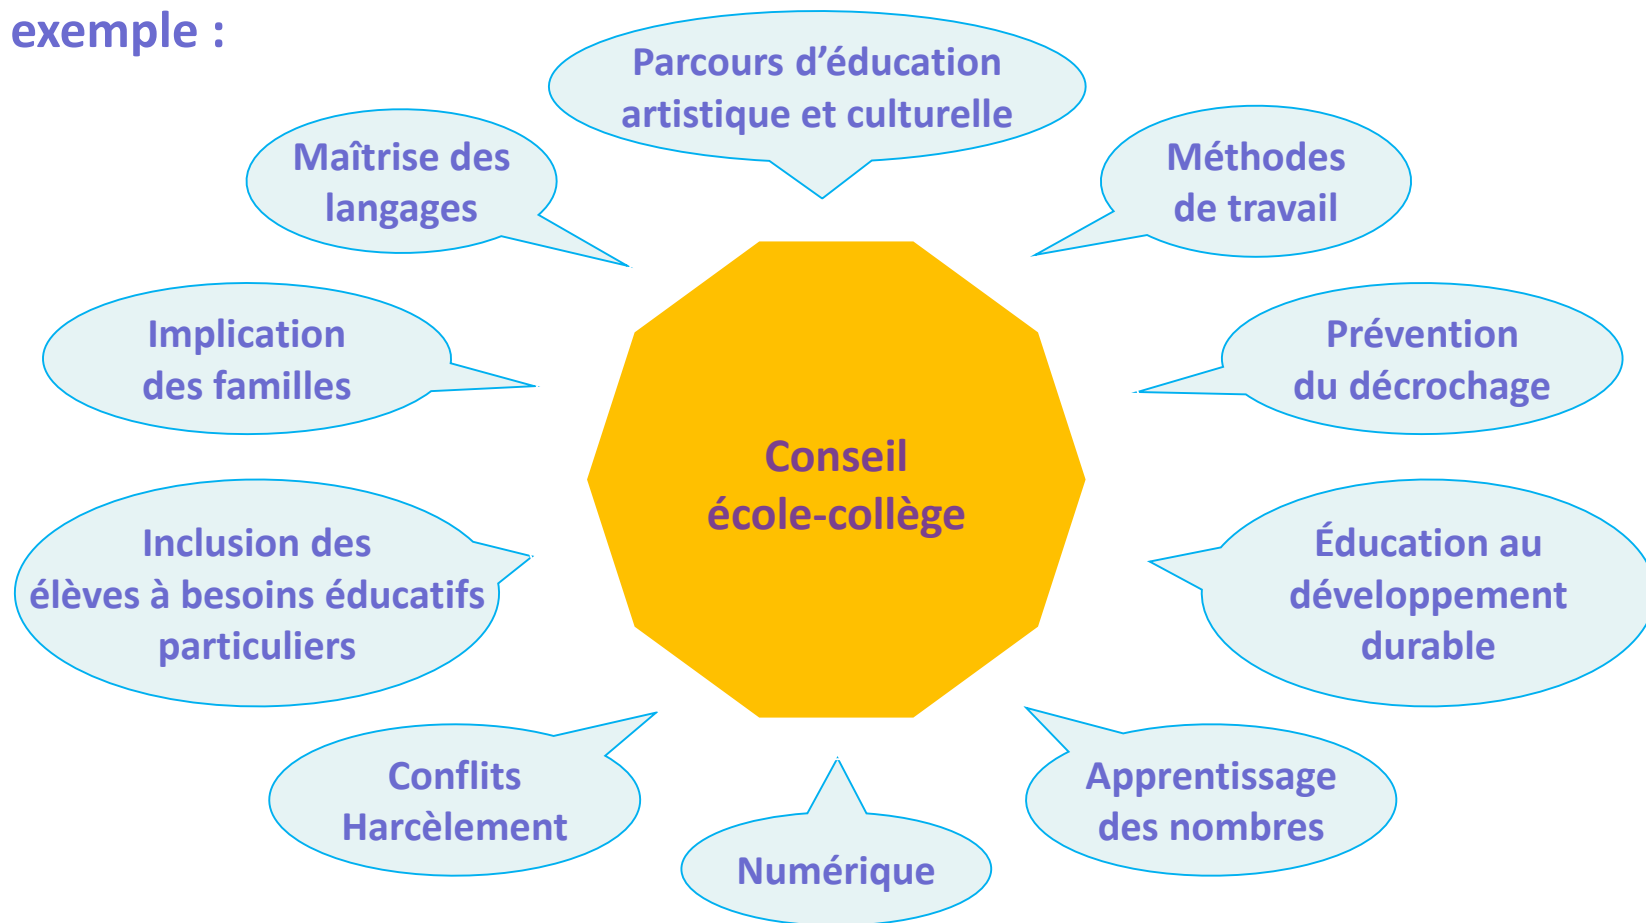 exemple :
Parcours d’éducation
artistique et culturelle
Maîtrise des
langages
Méthodes
de travail
Implication
des familles
Prévention
du décrochage
Conseil
école-collège
Inclusion des
élèves à besoins éducatifs
particuliers
Éducation au
développement
durable
Conflits
Harcèlement
Apprentissage
des nombres
Numérique